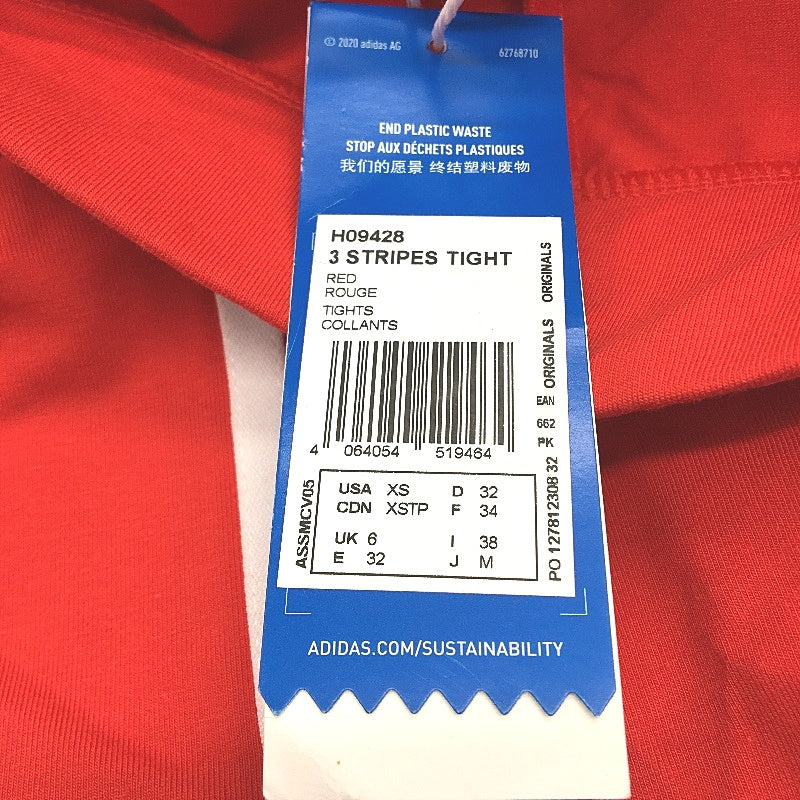 © 2020 adidas AG
62768710
END PLASTIC WASTE
STOP AUX DÉCHETS PLASTIQUES
我们的愿景 终结塑料废物
H09428
3 STRIPES TIGHT
RED
ROUGE
TIGHTS
COLLANTS
ORIGINALS
ORIGINALS
EAN
662
PK
4 064054 519464
ASSMCV05
USA XS D 32
CDN XSTP F 34
UK 6 I 38
E 32 J M
PO 127812308 32
ADIDAS.COM/SUSTAINABILITY